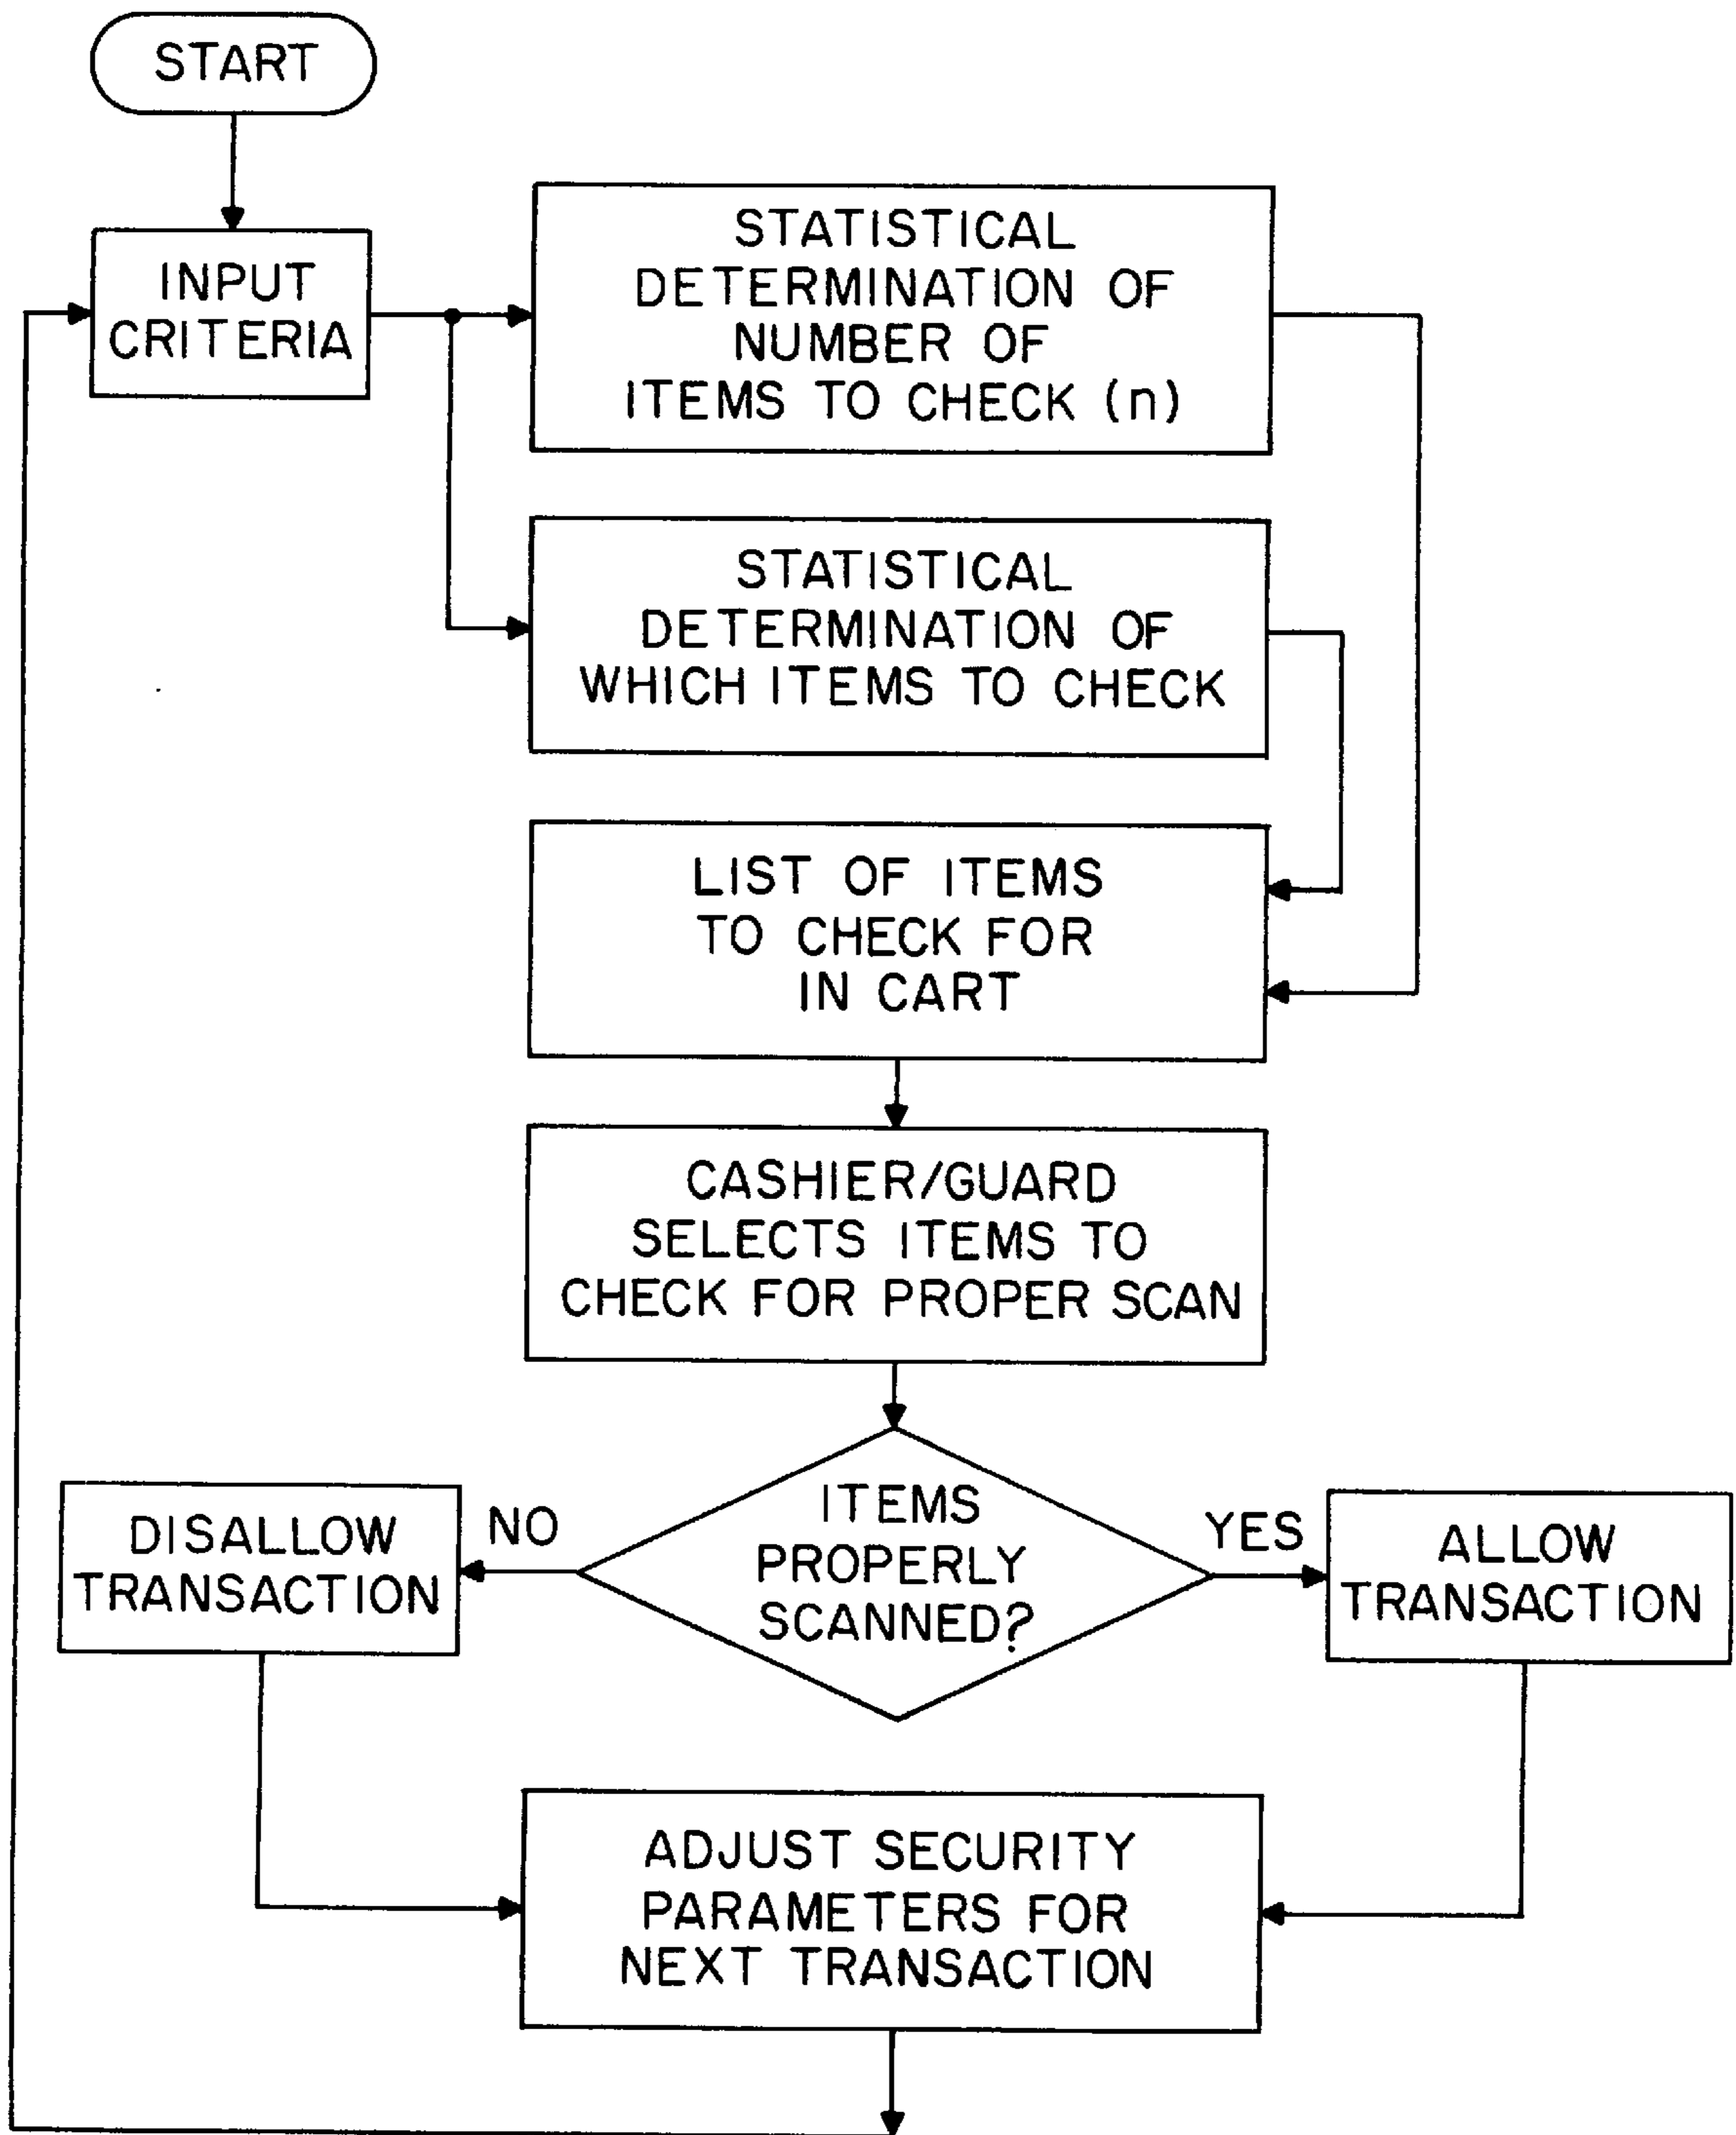 START
INPUT
CRITERIA
STATISTICAL
DETERMINATION OF
NUMBER OF
ITEMS TO CHECK (n)
STATISTICAL
DETERMINATION OF
WHICH ITEMS TO CHECK
LIST OF ITEMS
TO CHECK FOR
IN CART
CASHIER/GUARD
SELECTS ITEMS TO
CHECK FOR PROPER SCAN
ITEMS
PROPERLY
SCANNED?
NO
DISALLOW
TRANSACTION
YES
ALLOW
TRANSACTION
ADJUST SECURITY
PARAMETERS FOR
NEXT TRANSACTION